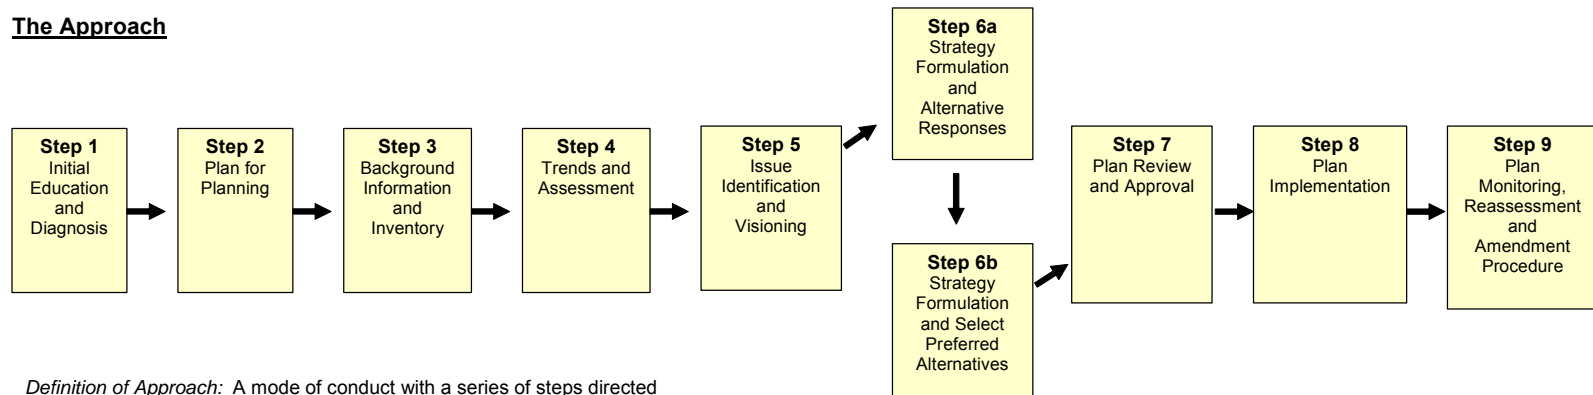 The Approach
Step 1
Initial
Education
and
Diagnosis
Step 2
Plan for
Planning
Step 3
Background
Information
and
Inventory
Step 4
Trends and
Assessment
Step 5
Issue
Identification
and
Visioning
Step 6a
Strategy
Formulation
and
Alternative
Responses
Step 6b
Strategy
Formulation
and Select
Preferred
Alternatives
Step 7
Plan Review
and Approval
Step 8
Plan
Implementation
Step 9
Plan
Monitoring,
Reassessment
and
Amendment
Procedure
Definition of Approach: A mode of conduct with a series of steps directed